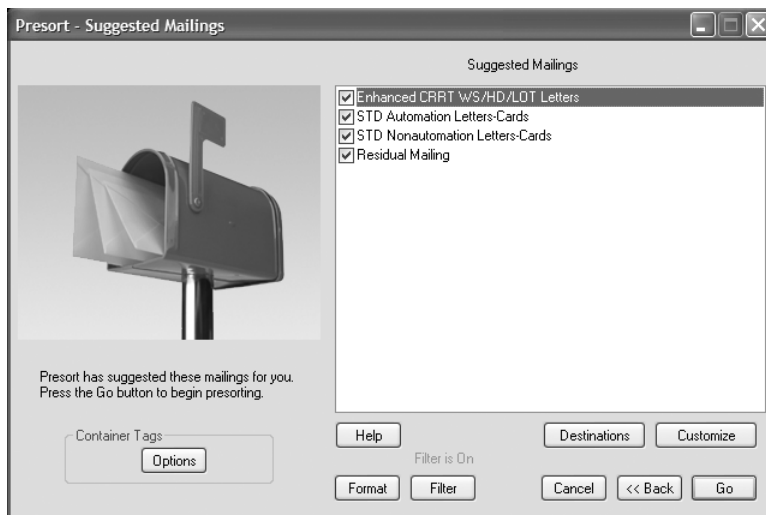 Presort - Suggested Mailings
Suggested Mailings
Enhanced CRRT WS/HD/LOT Letters
STD Automation Letters-Cards
STD Nonautomation Letters-Cards
Residual Mailing
Presort has suggested these mailings for you.
Press the Go button to begin presorting.
Container Tags
Options
Help
Destinations
Customize
Filter is On
Format
Filter
Cancel
<< Back
Go